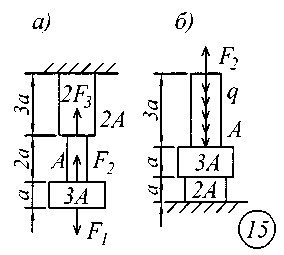 а) б)
3a 2F₃ 2A
2a A F₂
a 3A
F₁
F₂
3a q A
a 3A
a 2A
15